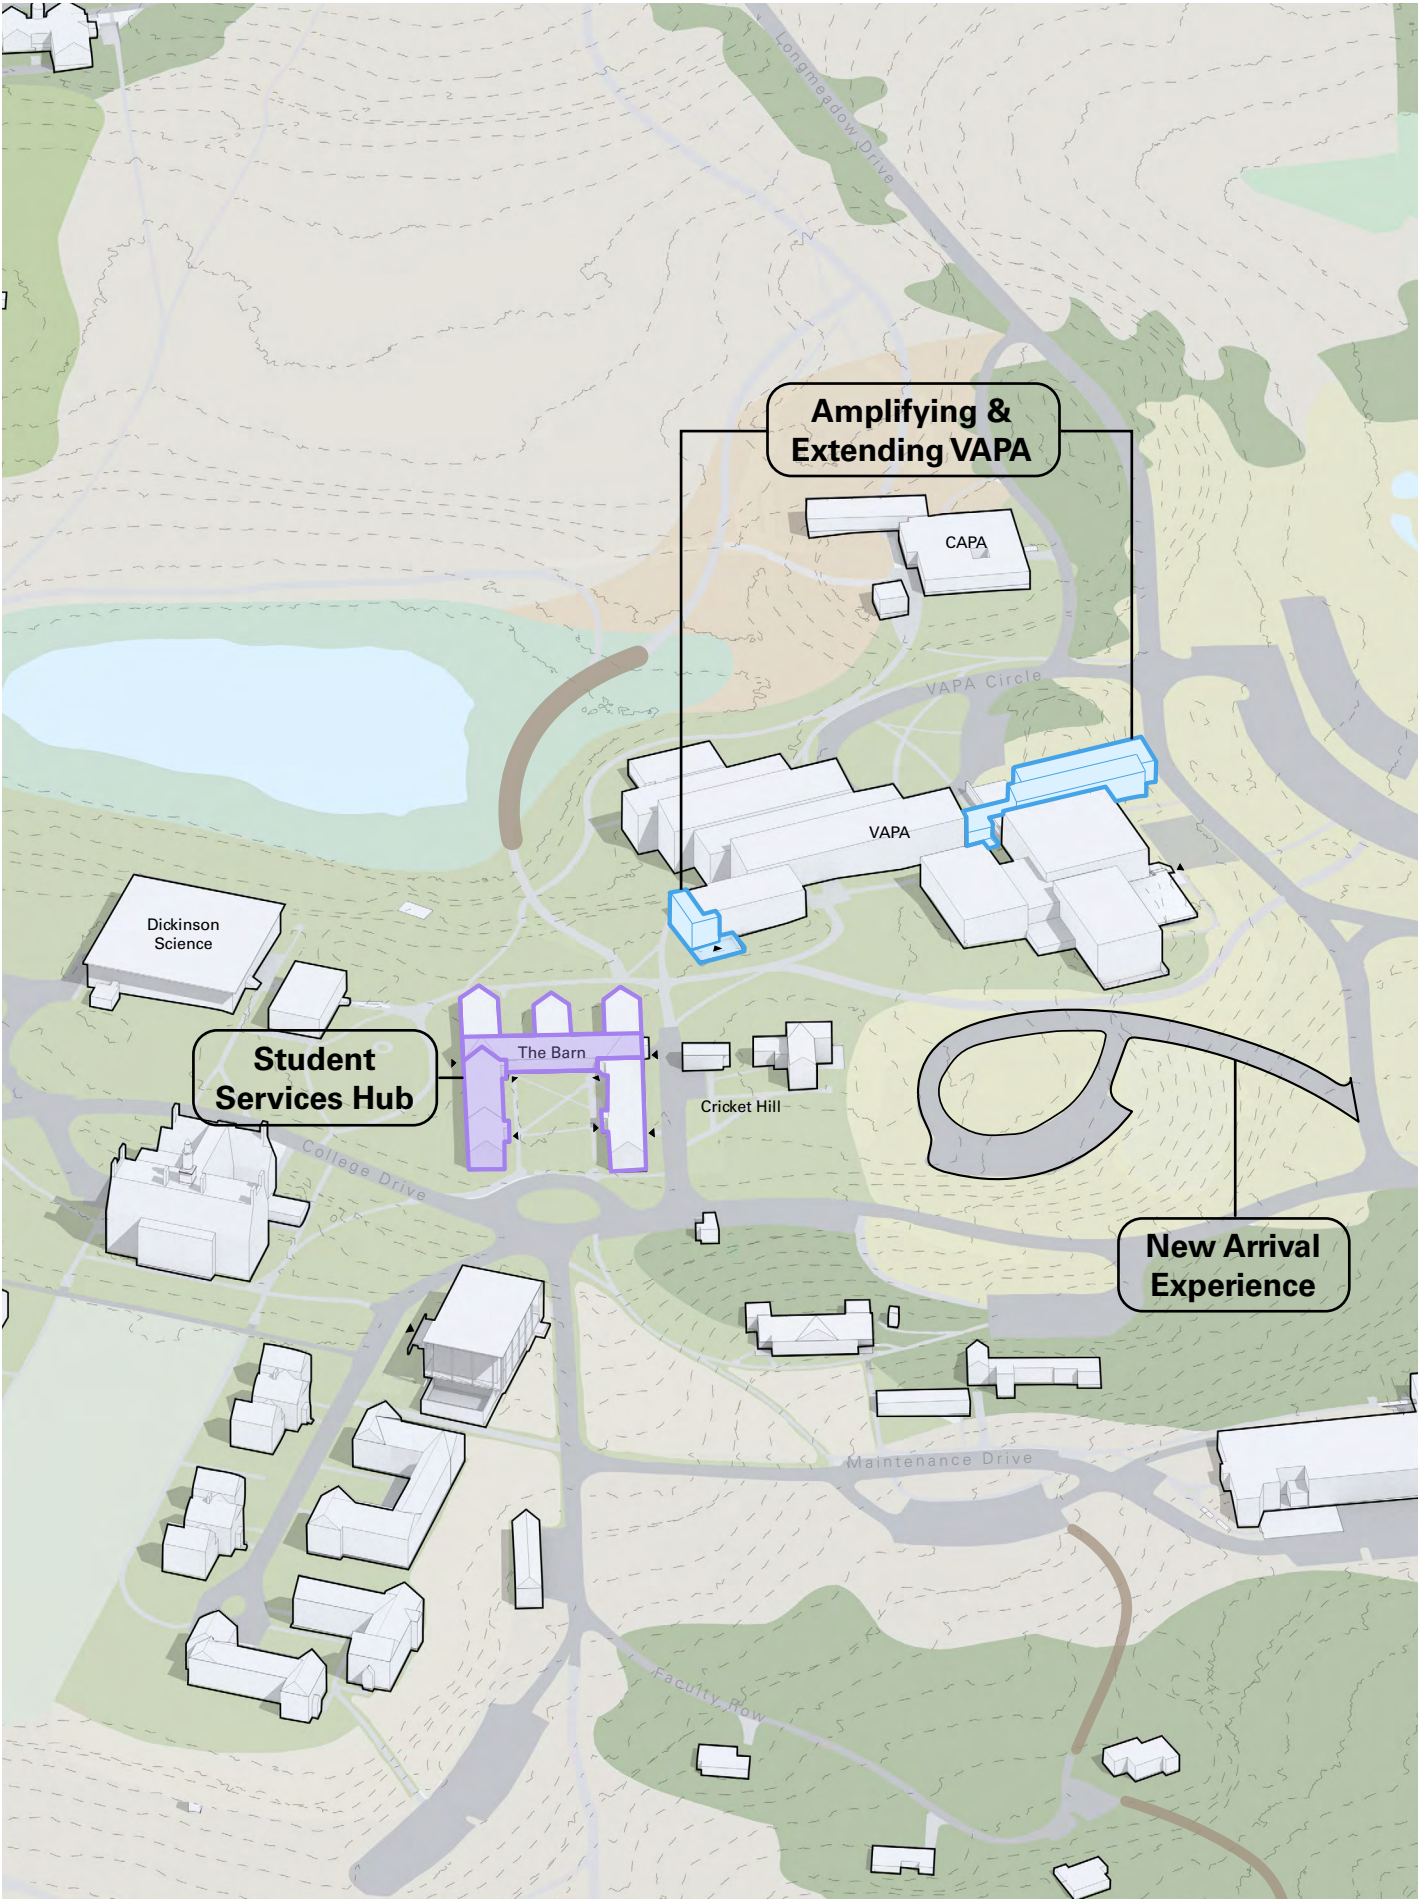 Longmeadow Drive
Amplifying &
Extending VAPA
CAPA
VAPA Circle
VAPA
Dickinson
Science
Student
Services Hub
The Barn
Cricket Hill
College Drive
New Arrival
Experience
Maintenance Drive
Faculty Row